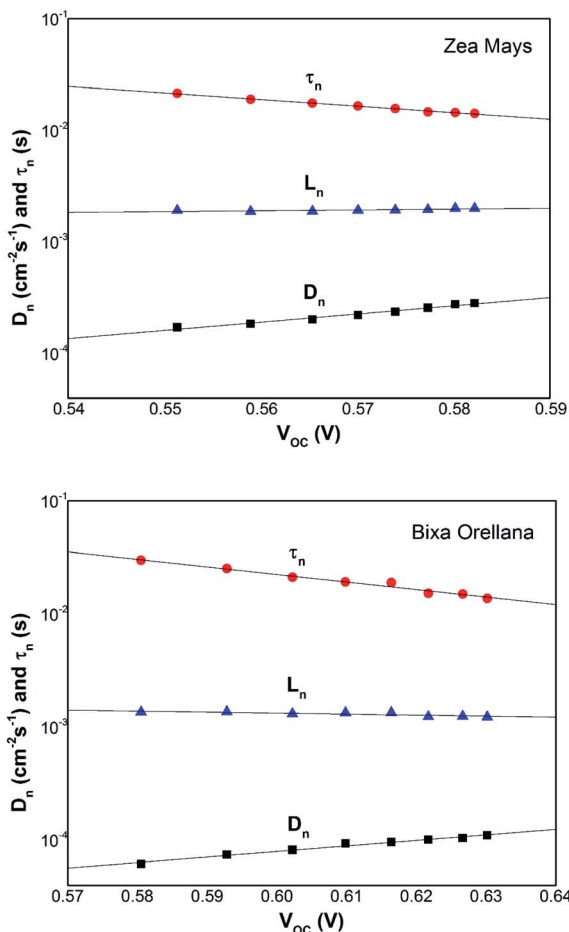 Zea Mays
10⁻¹
τₙ
10⁻²
Lₙ
10⁻³
Dₙ
10⁻⁴
Dₙ (cm⁻²s⁻¹) and τₙ (s)
0.54 0.55 0.56 0.57 0.58 0.59
V_OC (V)
10⁻¹
Bixa Orellana
τₙ
10⁻²
Lₙ
10⁻³
Dₙ
10⁻⁴
Dₙ (cm⁻²s⁻¹) and τₙ (s)
0.57 0.58 0.59 0.60 0.61 0.62 0.63 0.64
V_OC (V)